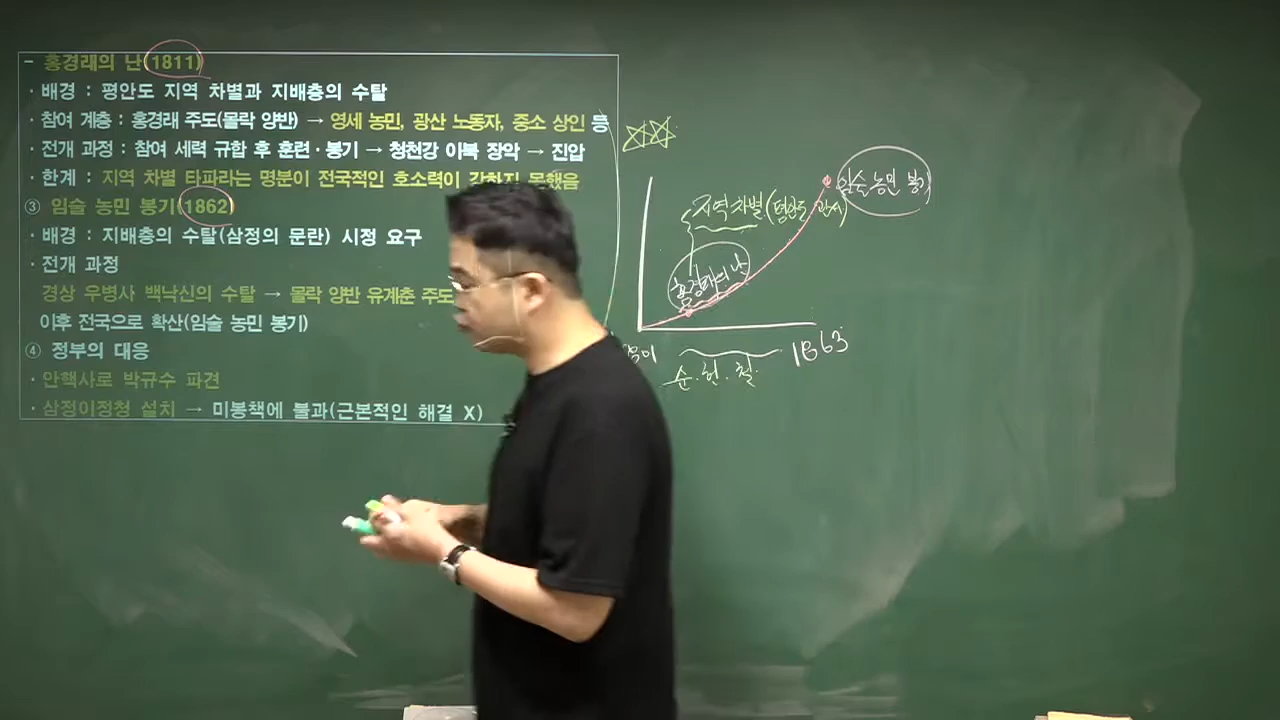 - 홍경래의 난(1811)
· 배경 : 평안도 지역 차별과 지배층의 수탈
· 참여 계층 : 홍경래 주도(몰락 양반) → 영세 농민, 광산 노동자, 중소 상인 등
· 전개 과정 : 참여 세력 규합 후 훈련·봉기 → 청천강 이북 장악 → 진압
· 한계 : 지역 차별 타파라는 명분이 전국적인 호소력이 강하지 못했음
③ 임술 농민 봉기(1862)
· 배경 : 지배층의 수탈(삼정의 문란) 시정 요구
· 전개 과정
경상 우병사 백낙신의 수탈 → 몰락 양반 유계춘 주도
이후 전국으로 확산(임술 농민 봉기)
④ 정부의 대응
· 안핵사로 박규수 파견
· 삼정이정청 설치 → 미봉책에 불과(근본적인 해결 X)
임술 농민 봉기
지역 차별(평안도
홍경래의 난
1863
순.헌.철.